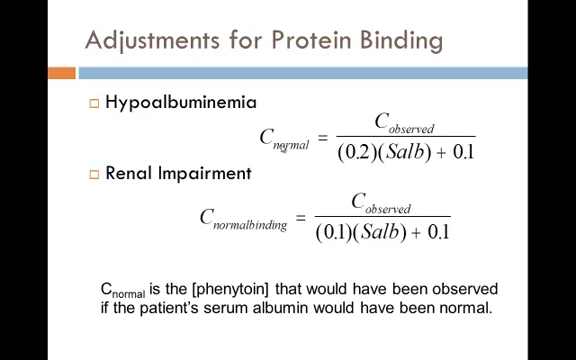 Adjustments for Protein Binding
Hypoalbuminemia
C_normal = C_observed / (0.2)(Salb) + 0.1
Renal Impairment
C_normalbinding = C_observed / (0.1)(Salb) + 0.1
C_normal is the [phenytoin] that would have been observed
if the patient's serum albumin would have been normal.